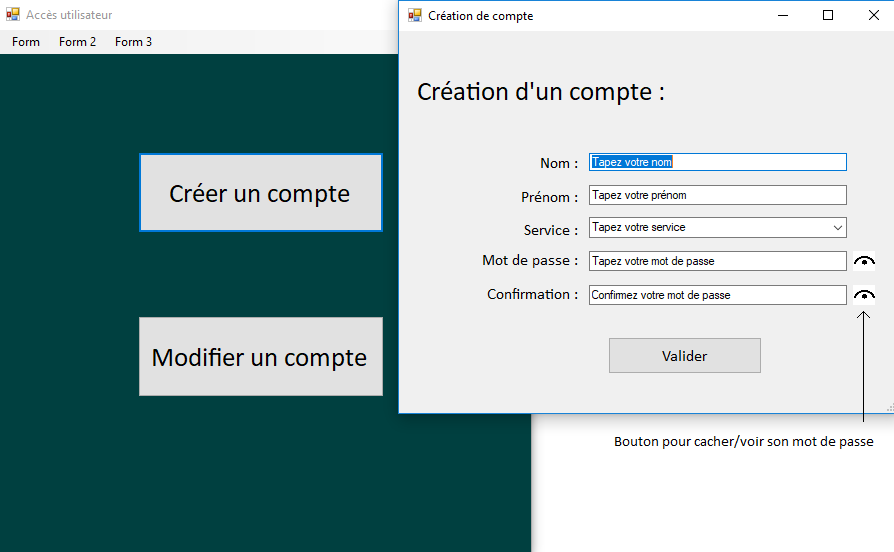 Accès utilisateur
Form Form 2 Form 3
Créer un compte
Modifier un compte
Création de compte
Création d'un compte :
Nom : Tapez votre nom
Prénom : Tapez votre prénom
Service : Tapez votre service
Mot de passe : Tapez votre mot de passe
Confirmation : Confirmez votre mot de passe
Valider
Bouton pour cacher/voir son mot de passe